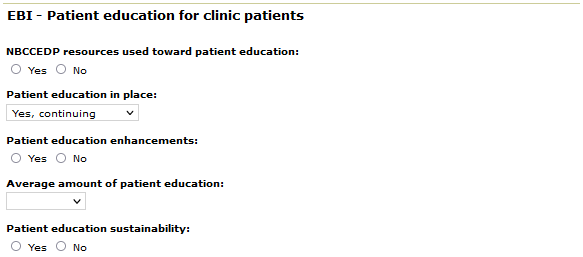 EBI - Patient education for clinic patients
NBCCEDP resources used toward patient education:
Yes No
Patient education in place:
Yes, continuing
Patient education enhancements:
Yes No
Average amount of patient education:
Patient education sustainability:
Yes No